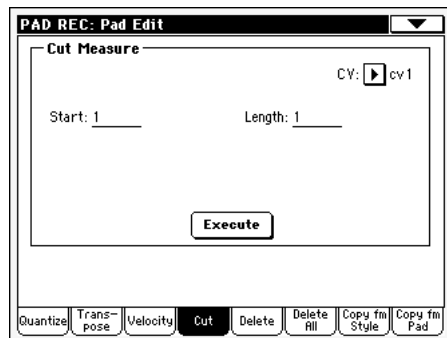 PAD REC: Pad Edit
Cut Measure
CV: cv1
Start: 1 Length: 1
Execute
Quantize Trans-pose Velocity Cut Delete Delete All Copy fm Style Copy fm Pad